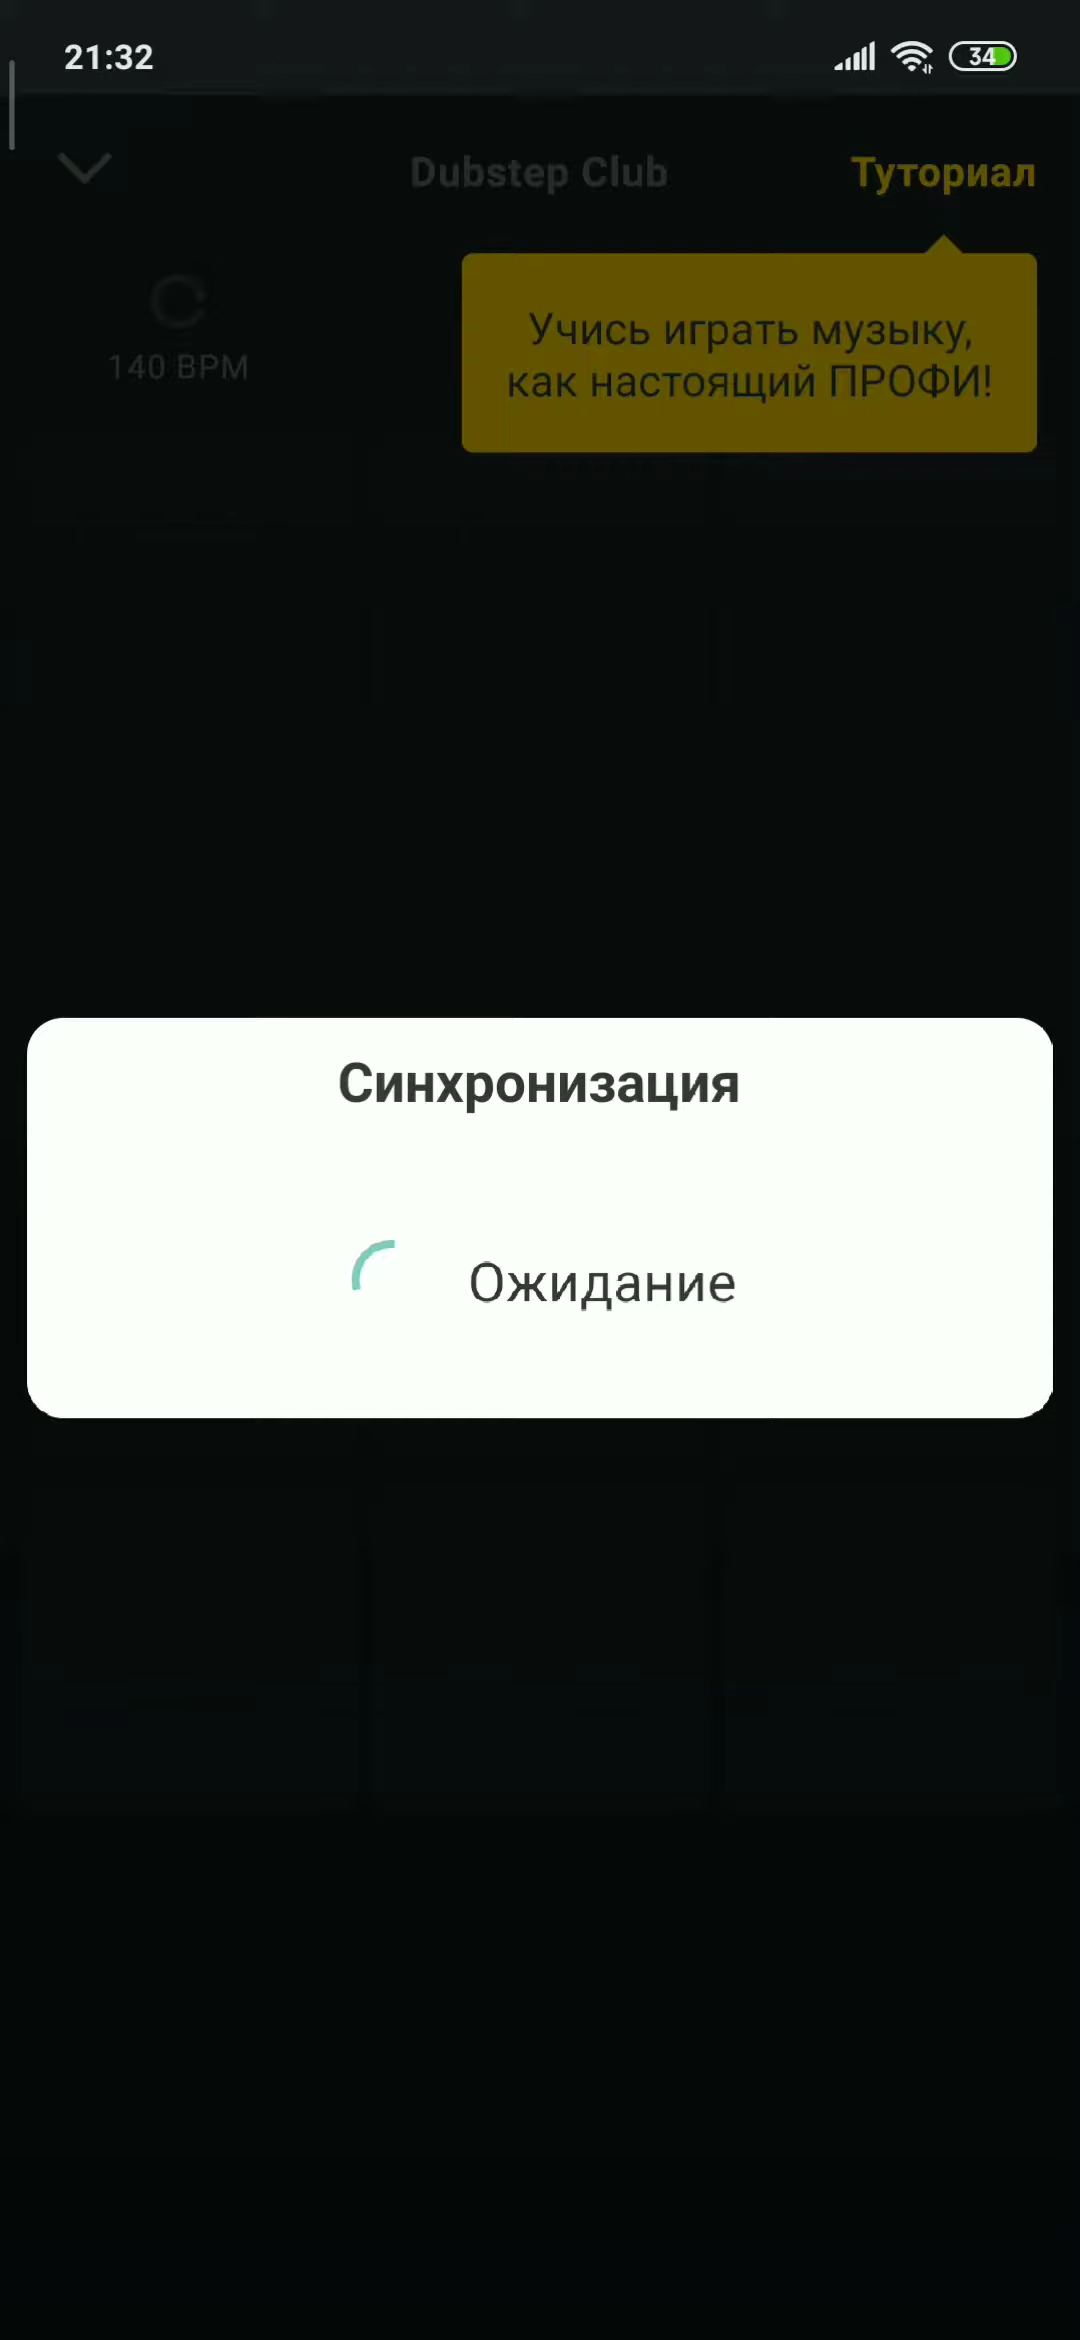 21:32
34
Dubstep Club
Туториал
Учись играть музыку,
как настоящий ПРОФИ!
140 BPM
Синхронизация
Ожидание